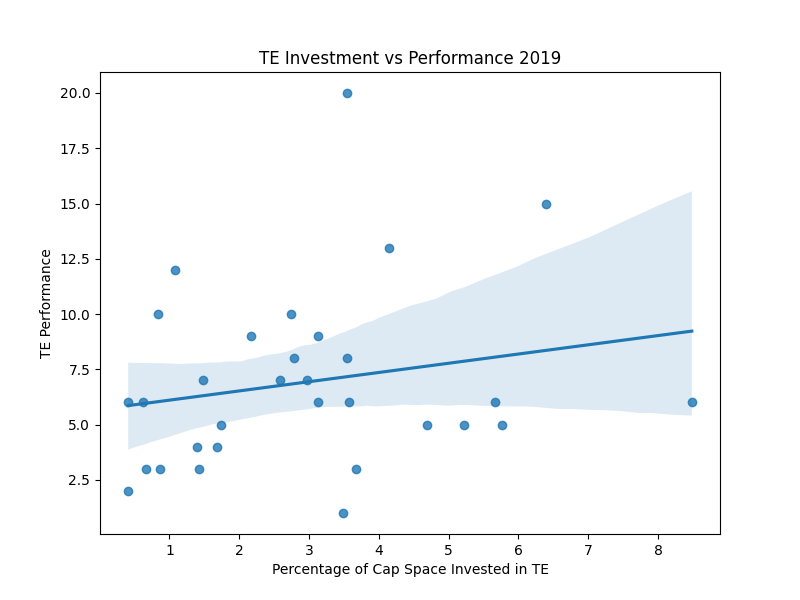 TE Investment vs Performance 2019
TE Performance
20.0
17.5
15.0
12.5
10.0
7.5
5.0
2.5
1 2 3 4 5 6 7 8
Percentage of Cap Space Invested in TE